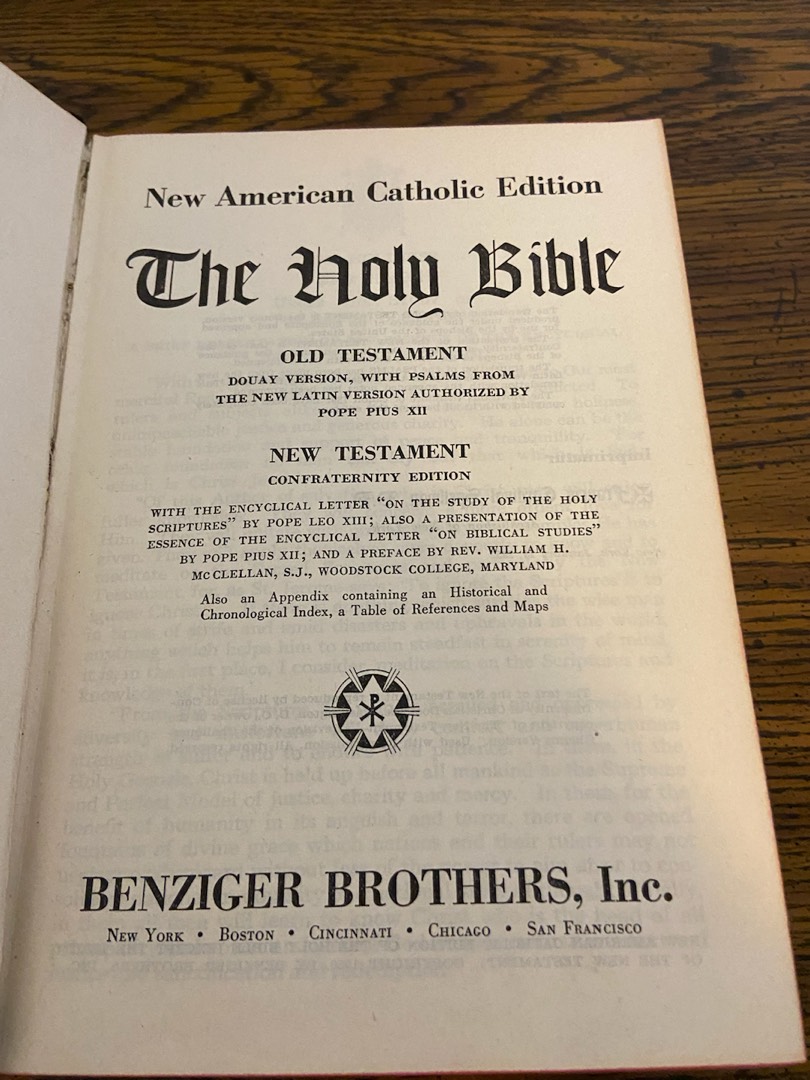 New American Catholic Edition
The Holy Bible
OLD TESTAMENT
DOUAY VERSION, WITH PSALMS FROM
THE NEW LATIN VERSION AUTHORIZED BY
POPE PIUS XII
NEW TESTAMENT
CONFRATERNITY EDITION
WITH THE ENCYCLICAL LETTER “ON THE STUDY OF THE HOLY
SCRIPTURES” BY POPE LEO XIII; ALSO A PRESENTATION OF THE
ESSENCE OF THE ENCYCLICAL LETTER “ON BIBLICAL STUDIES”
BY POPE PIUS XII; AND A PREFACE BY REV. WILLIAM H.
MCCLELLAN, S.J., WOODSTOCK COLLEGE, MARYLAND
Also an Appendix containing an Historical and
Chronological Index, a Table of References and Maps
BENZIGER BROTHERS, Inc.
NEW YORK • BOSTON • CINCINNATI • CHICAGO • SAN FRANCISCO